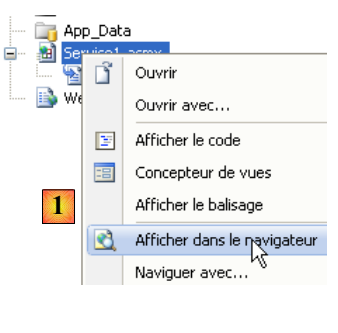 App_Data
Service1.asmx
We
Ouvrir
Ouvrir avec...
Afficher le code
Concepteur de vues
Afficher le balisage
1
Afficher dans le navigateur
Naviguer avec...